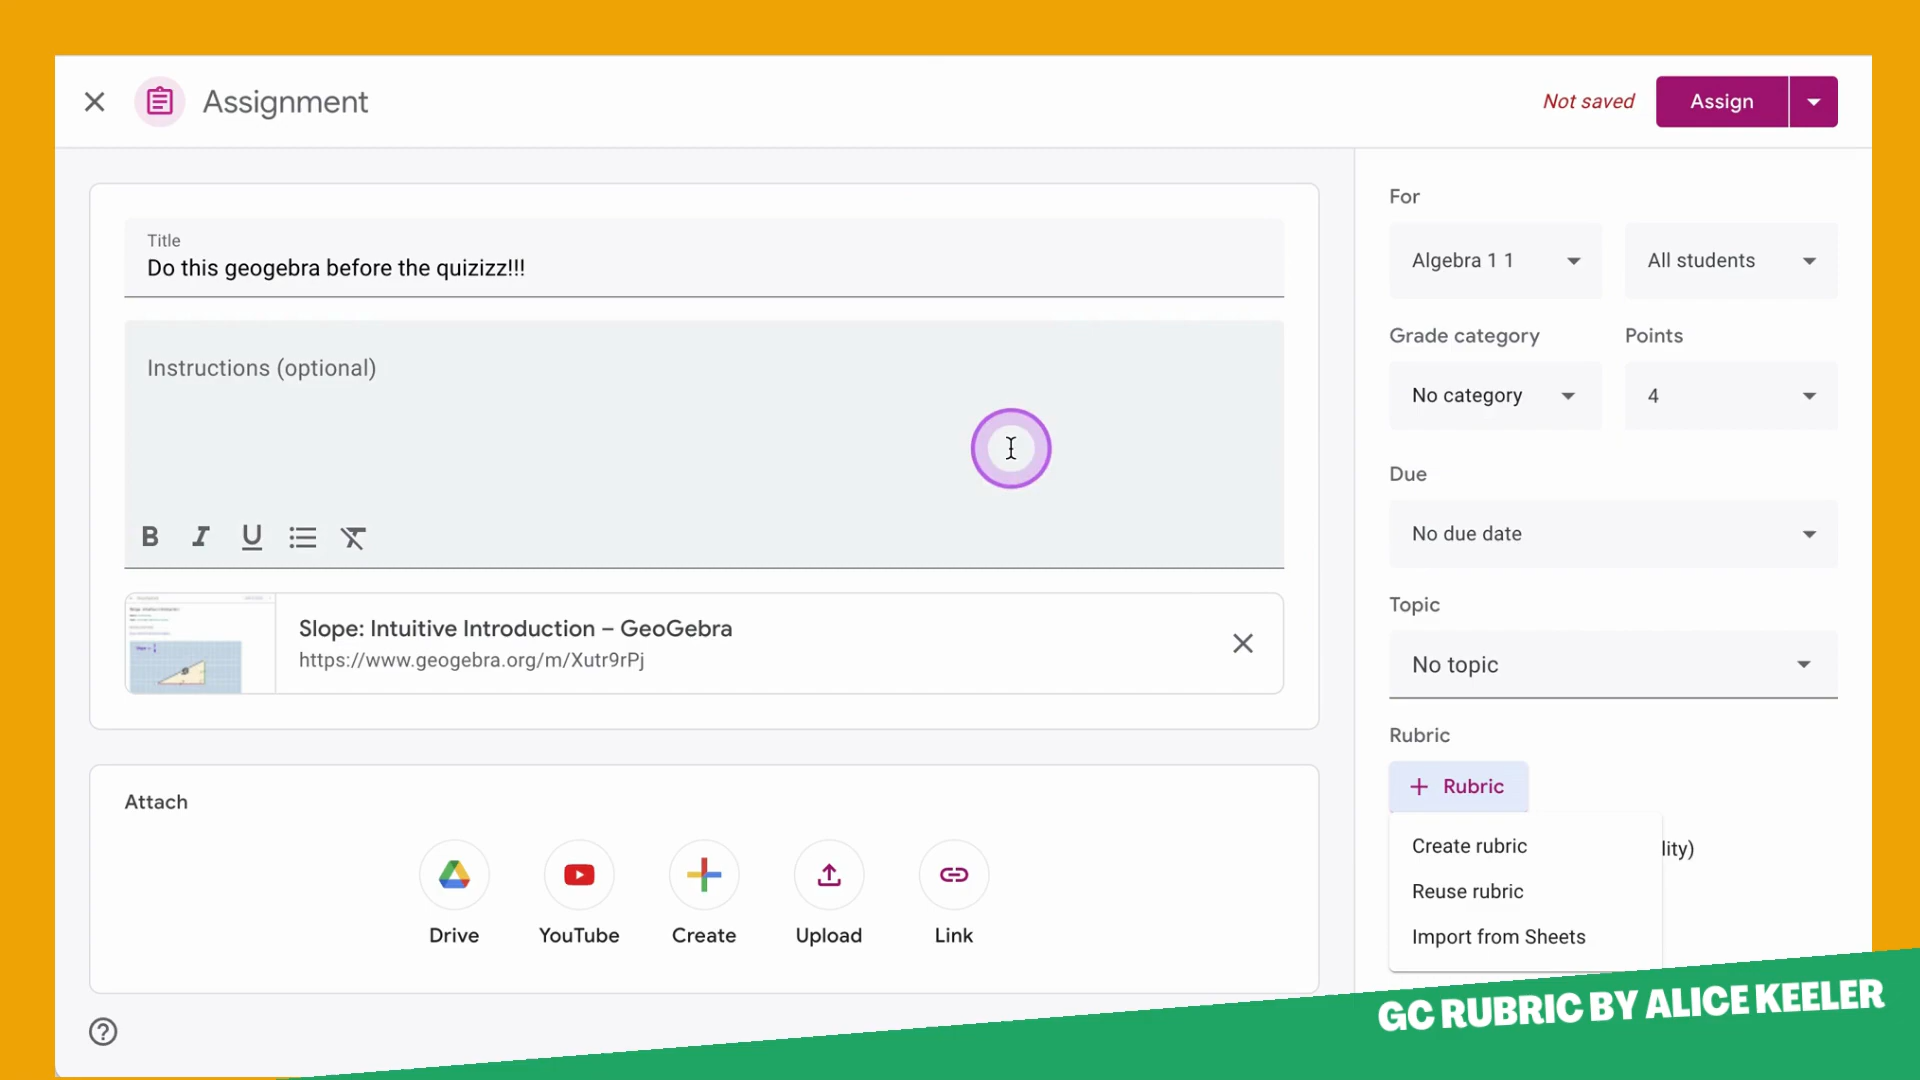 Assignment
Not saved
Assign
Title
Do this geogebra before the quizizz!!!
Instructions (optional)
B I U
Slope: Intuitive Introduction – GeoGebra
https://www.geogebra.org/m/Xutr9rPj
Attach
Drive
YouTube
Create
Upload
Link
For
Algebra 1 1
All students
Grade category
Points
No category
4
Due
No due date
Topic
No topic
Rubric
+ Rubric
Create rubric
lity)
Reuse rubric
Import from Sheets
GC RUBRIC BY ALICE KEELER